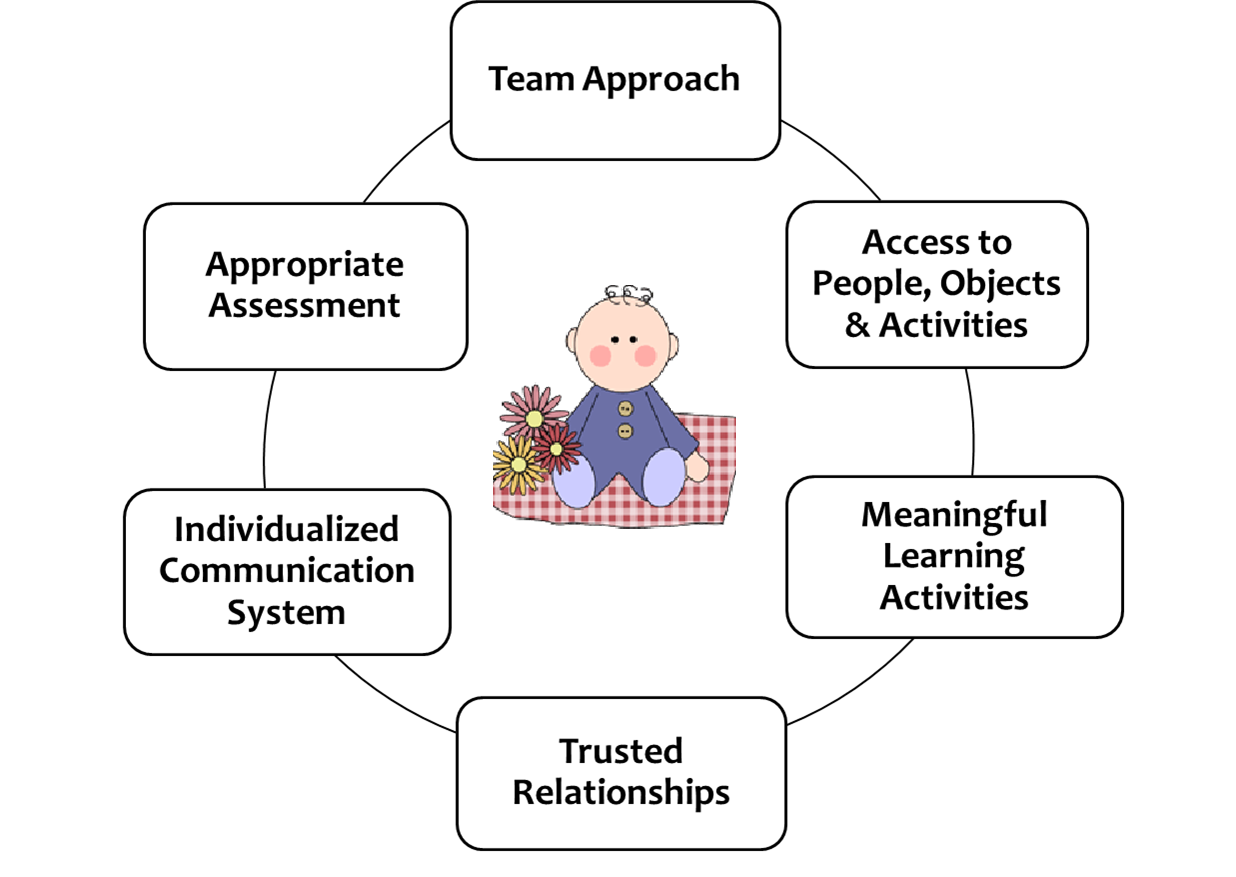 Team Approach
Access to
People, Objects
& Activities
Meaningful
Learning
Activities
Trusted
Relationships
Individualized
Communication
System
Appropriate
Assessment